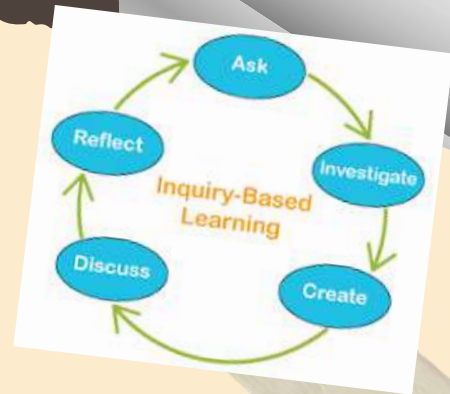 Ask
Investigate
Create
Discuss
Reflect
Inquiry-Based
Learning